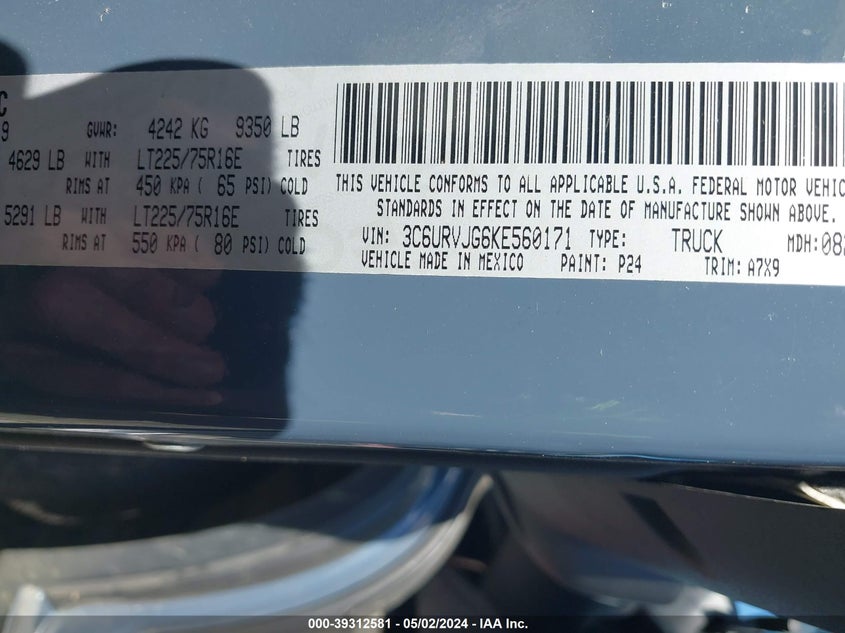 C
9 GVWR: 4242 KG 9350 LB
4629 LB WITH LT225/75R16E TIRES
RIMS AT 450 KPA ( 65 PSI) COLD
5291 LB WITH LT225/75R16E TIRES
RIMS AT 550 KPA ( 80 PSI) COLD
THIS VEHICLE CONFORMS TO ALL APPLICABLE U.S.A. FEDERAL MOTOR VEHIC
STANDARDS IN EFFECT ON THE DATE OF MANUFACTURE SHOWN ABOVE.
VIN: 3C6URVJG6KE560171 TYPE: TRUCK MDH:082
VEHICLE MADE IN MEXICO PAINT: P24 TRIM: A7X9
000-39312581 - 05/02/2024 - IAA Inc.